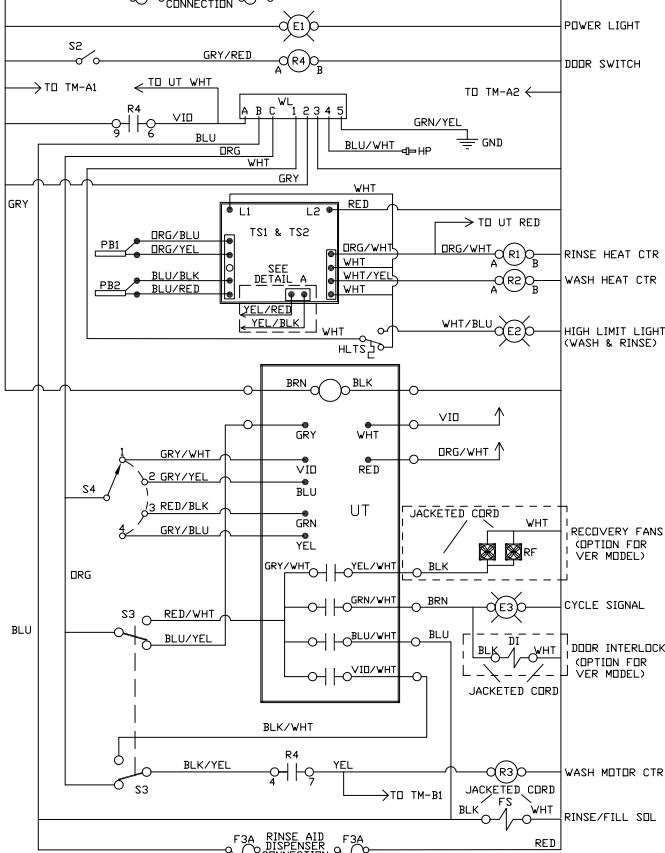 CONNECTION
E1 POWER LIGHT
S2 GRY/RED R4 DOOR SWITCH
A B
TO TM-A1 TO UT WHT TO TM-A2
WL
R4 VIO A B C 1 2 3 4 5
9 6
GRN/YEL
GND
BLU
BLU/WHT HP
ORG
WHT
GRY
WHT
GRY
L1 L2 RED
TO UT RED
TS1 & TS2
ORG/BLU
PB1 ORG/YEL
ORG/WHT ORG/WHT R1 RINSE HEAT CTR
A B
WHT
SEE
DETAIL A
BLU/BLK WHT/YEL R2 WASH HEAT CTR
A B
PB2 BLU/RED WHT
YEL/RED
YEL/BLK
WHT WHT/BLU E2 HIGH LIMIT LIGHT
(WASH & RINSE)
HLTS
BRN BLK
VIO
GRY WHT
ORG/WHT
1 GRY/WHT
VIO RED
2 GRY/YEL
S4 BLU
3 RED/BLK
GRN UT
4 GRY/BLU
YEL
JACKETED CORD
WHT
RF
RECOVERY FANS
(OPTION FOR
VER MODEL)
GRY/WHT YEL/WHT BLK
ORG
GRN/WHT BRN E3 CYCLE SIGNAL
S3 RED/WHT
BLU BLU/YEL BLU/WHT BLU
DI
BLK WHT
DOOR INTERLOCK
(OPTION FOR
VER MODEL)
VIO/WHT
JACKETED CORD
BLK/WHT
R4
BLK/YEL YEL R3 WASH MOTOR CTR
4 7
S3
TO TM-B1
JACKETED CORD
BLK FS WHT RINSE/FILL SOL
F3A RINSE AID F3A RED
DISPENSER
CONNECTION